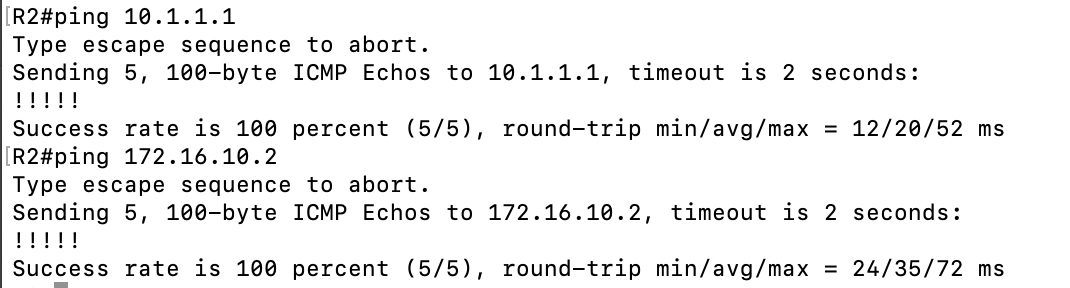 [R2#ping 10.1.1.1
Type escape sequence to abort.
Sending 5, 100-byte ICMP Echos to 10.1.1.1, timeout is 2 seconds:
!!!!!
Success rate is 100 percent (5/5), round-trip min/avg/max = 12/20/52 ms
[R2#ping 172.16.10.2
Type escape sequence to abort.
Sending 5, 100-byte ICMP Echos to 172.16.10.2, timeout is 2 seconds:
!!!!!
Success rate is 100 percent (5/5), round-trip min/avg/max = 24/35/72 ms